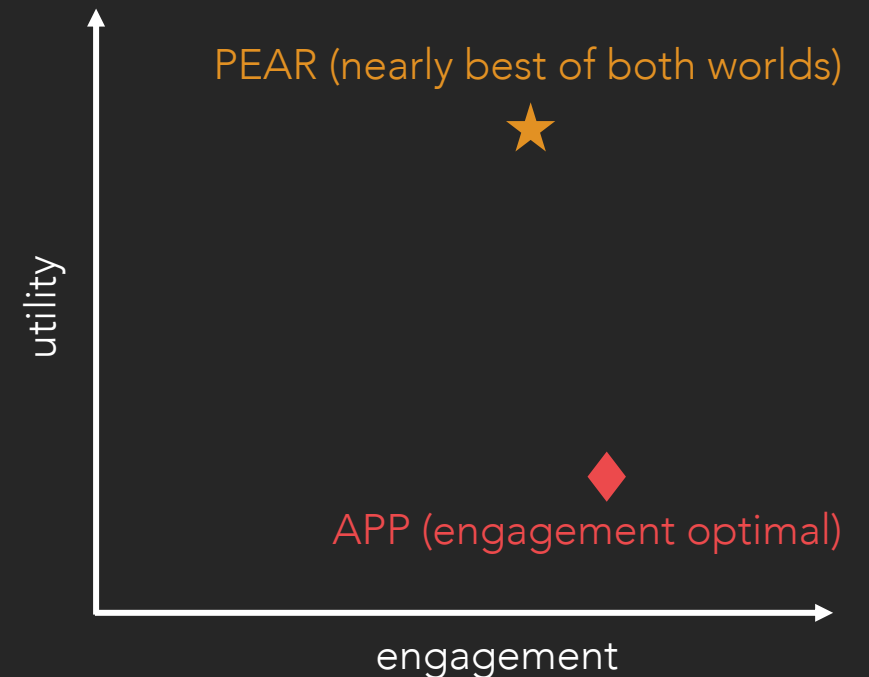 PEAR (nearly best of both worlds)
utility
APP (engagement optimal)
engagement